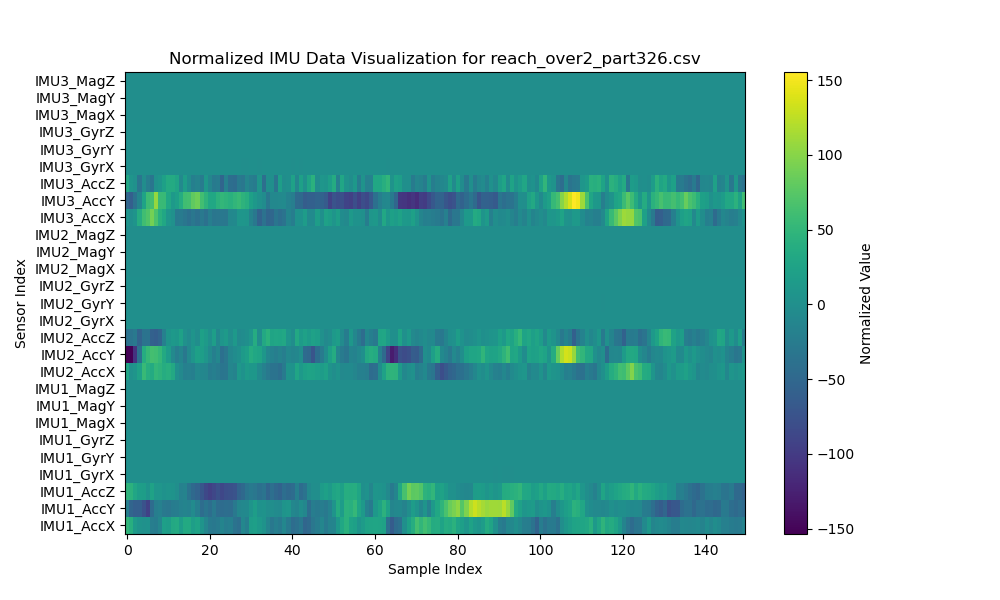 Normalized IMU Data Visualization for reach_over2_part326.csv
Sensor Index
IMU3_MagZ
IMU3_MagY
IMU3_MagX
IMU3_GyrZ
IMU3_GyrY
IMU3_GyrX
IMU3_AccZ
IMU3_AccY
IMU3_AccX
IMU2_MagZ
IMU2_MagY
IMU2_MagX
IMU2_GyrZ
IMU2_GyrY
IMU2_GyrX
IMU2_AccZ
IMU2_AccY
IMU2_AccX
IMU1_MagZ
IMU1_MagY
IMU1_MagX
IMU1_GyrZ
IMU1_GyrY
IMU1_GyrX
IMU1_AccZ
IMU1_AccY
IMU1_AccX
0 20 40 60 80 100 120 140
Sample Index
150
100
50
0
−50
−100
−150
Normalized Value